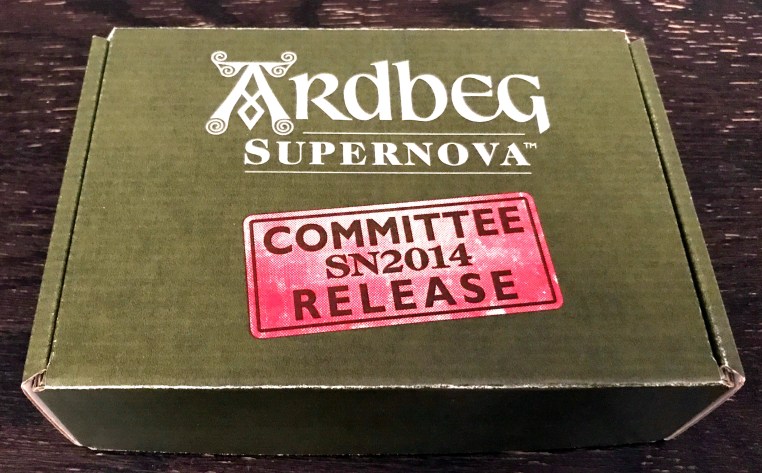 ARDBEG
SUPERNOVA™
COMMITTEE
SN2014
RELEASE